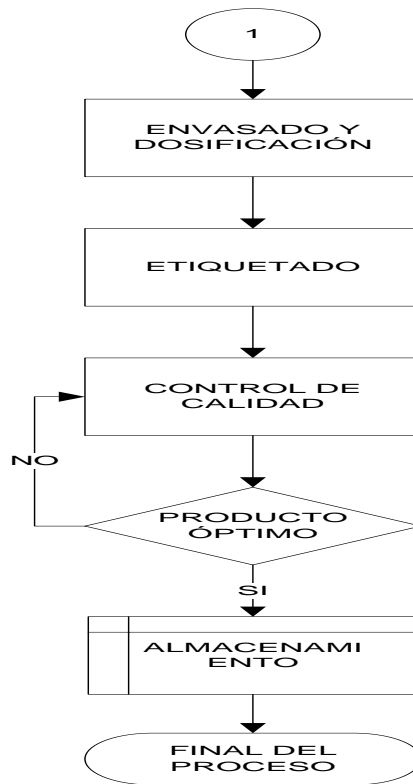 1
ENVASADO Y
DOSIFICACIÓN
ETIQUETADO
CONTROL DE
CALIDAD
NO
PRODUCTO
ÓPTIMO
SI
ALMACENAMI
ENTO
FINAL DEL
PROCESO